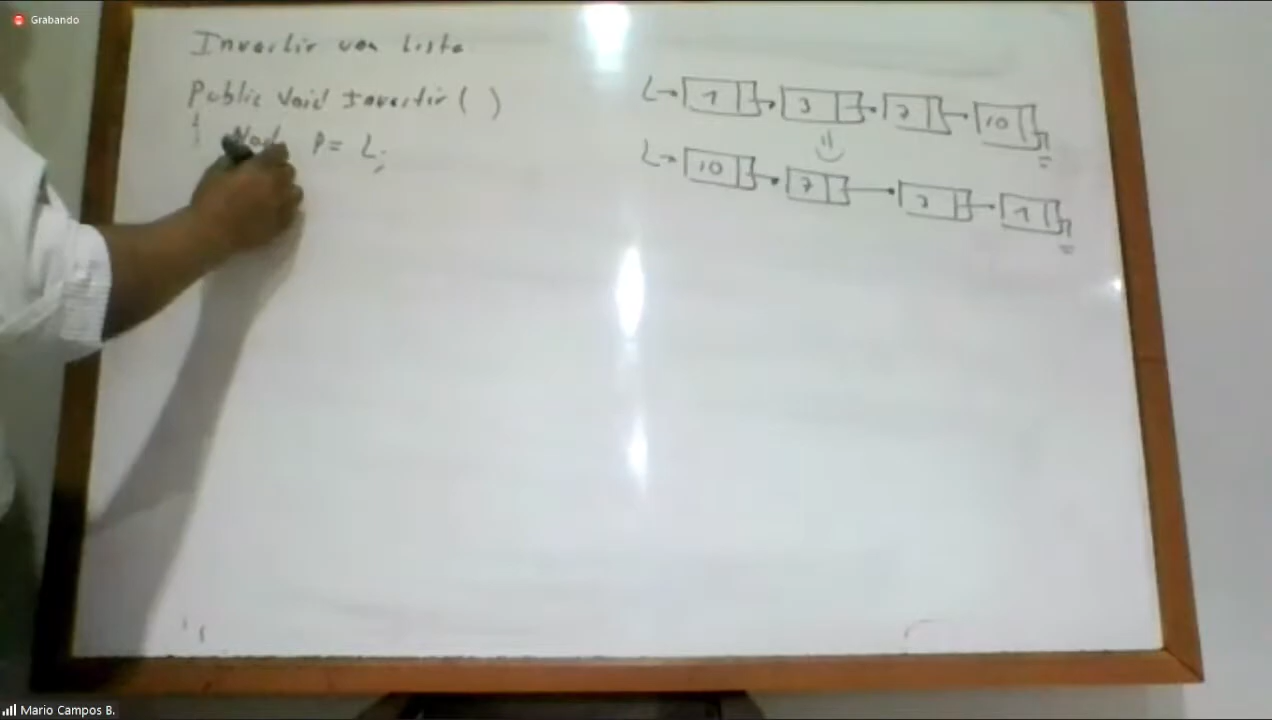 Grabando
Invertir una lista
Public void Invertir ( )
{ Nodo P = L;
L → 1 → 3 → 7 → 10
L → 10 → 7 → 3 → 1
Mario Campos B.